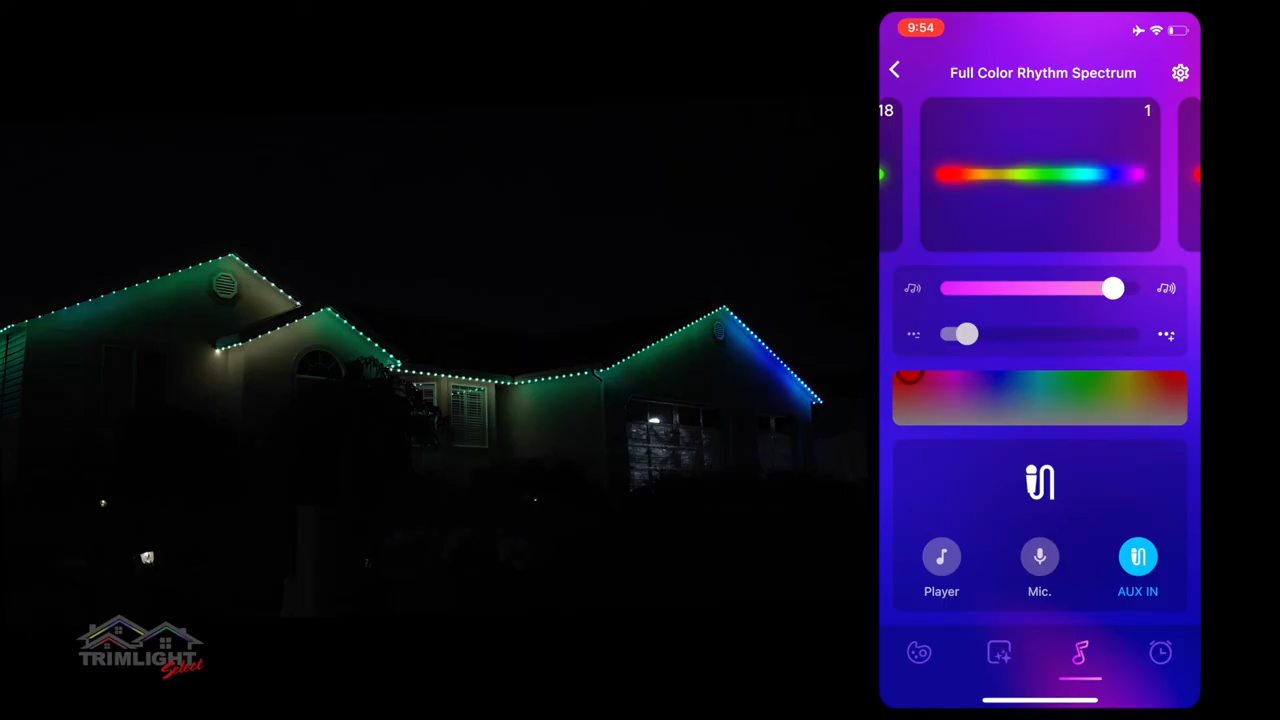 9:54
Full Color Rhythm Spectrum
18
1
Player
Mic.
AUX IN
TRIMLIGHT
Select